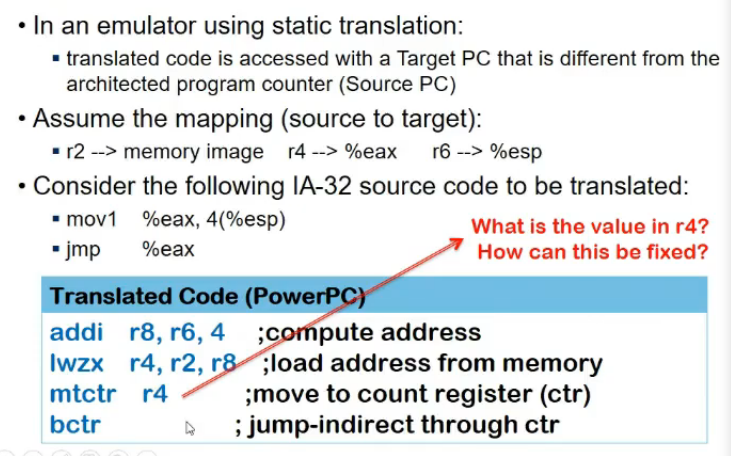 • In an emulator using static translation:
▪ translated code is accessed with a Target PC that is different from the
architected program counter (Source PC)
• Assume the mapping (source to target):
▪ r2 --> memory image r4 --> %eax r6 --> %esp
• Consider the following IA-32 source code to be translated:
▪ mov1 %eax, 4(%esp)
▪ jmp %eax
What is the value in r4?
How can this be fixed?
Translated Code (PowerPC)
addi r8, r6, 4 ;compute address
lwzx r4, r2, r8 ;load address from memory
mtctr r4 ;move to count register (ctr)
bctr ; jump-indirect through ctr